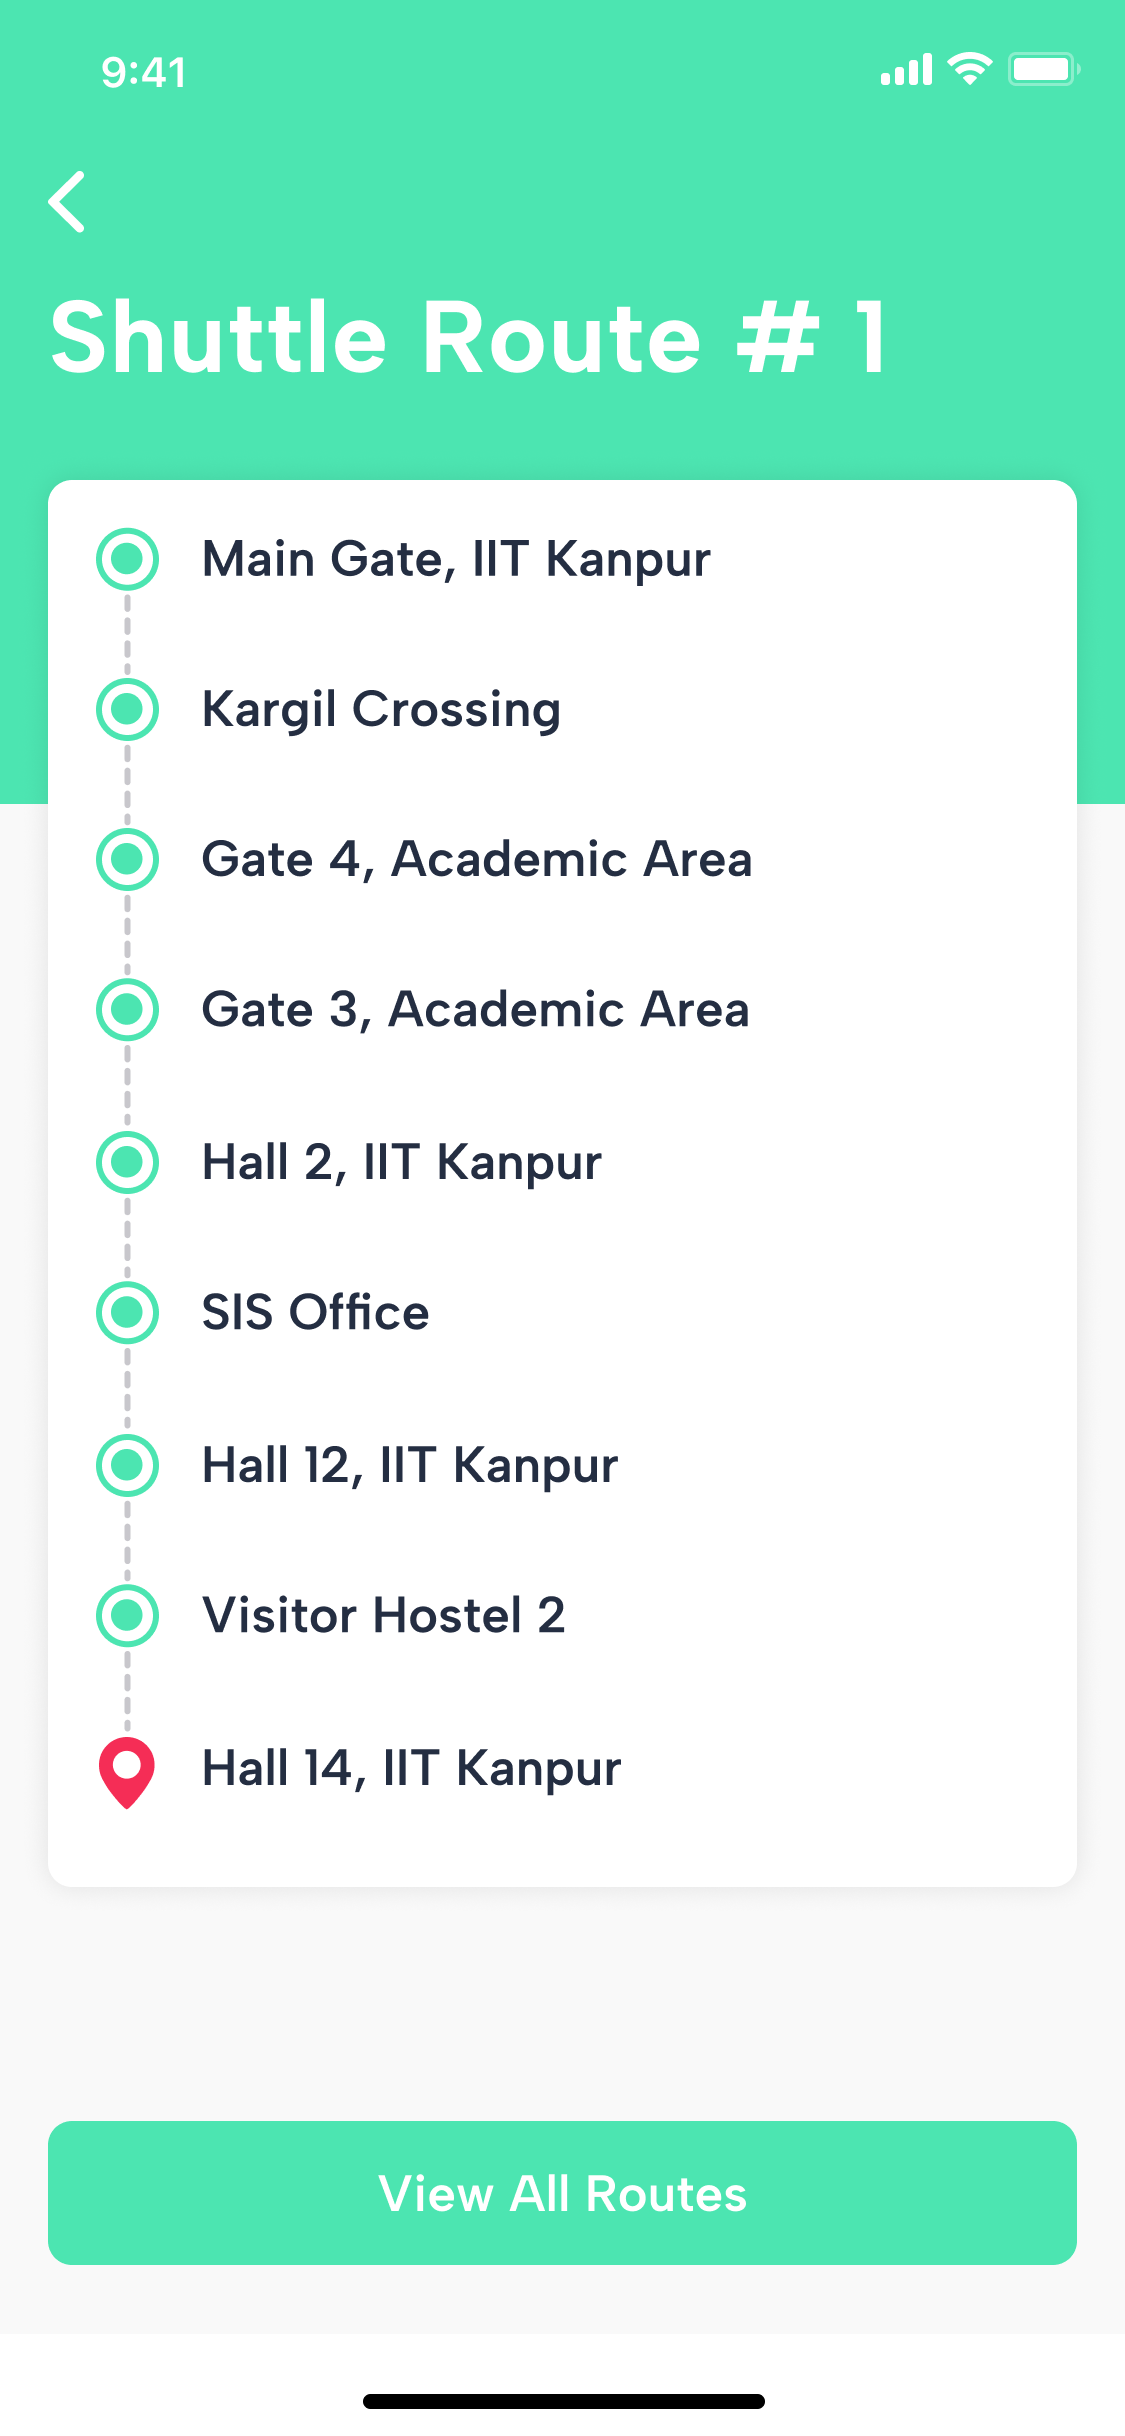 9:41
Shuttle Route # 1
Main Gate, IIT Kanpur
Kargil Crossing
Gate 4, Academic Area
Gate 3, Academic Area
Hall 2, IIT Kanpur
SIS Office
Hall 12, IIT Kanpur
Visitor Hostel 2
Hall 14, IIT Kanpur
View All Routes